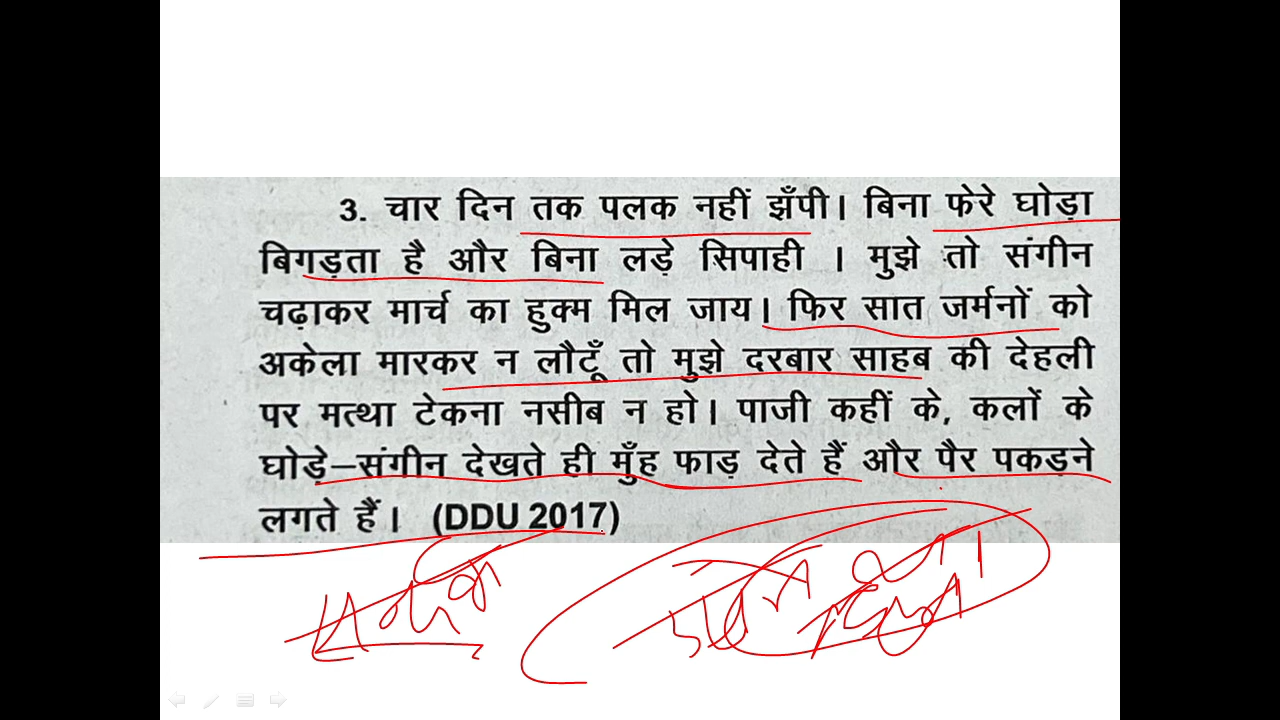 3. चार दिन तक पलक नहीं झँपी। बिना फेरे घोड़ा
बिगड़ता है और बिना लड़े सिपाही । मुझे तो संगीन
चढ़ाकर मार्च का हुक्म मिल जाय। फिर सात जर्मनों को
अकेला मारकर न लौटूँ तो मुझे दरबार साहब की देहली
पर मत्था टेकना नसीब न हो। पाजी कहीं के, कलों के
घोड़े–संगीन देखते ही मुँह फाड़ देते हैं और पैर पकड़ने
लगते हैं। (DDU 2017)